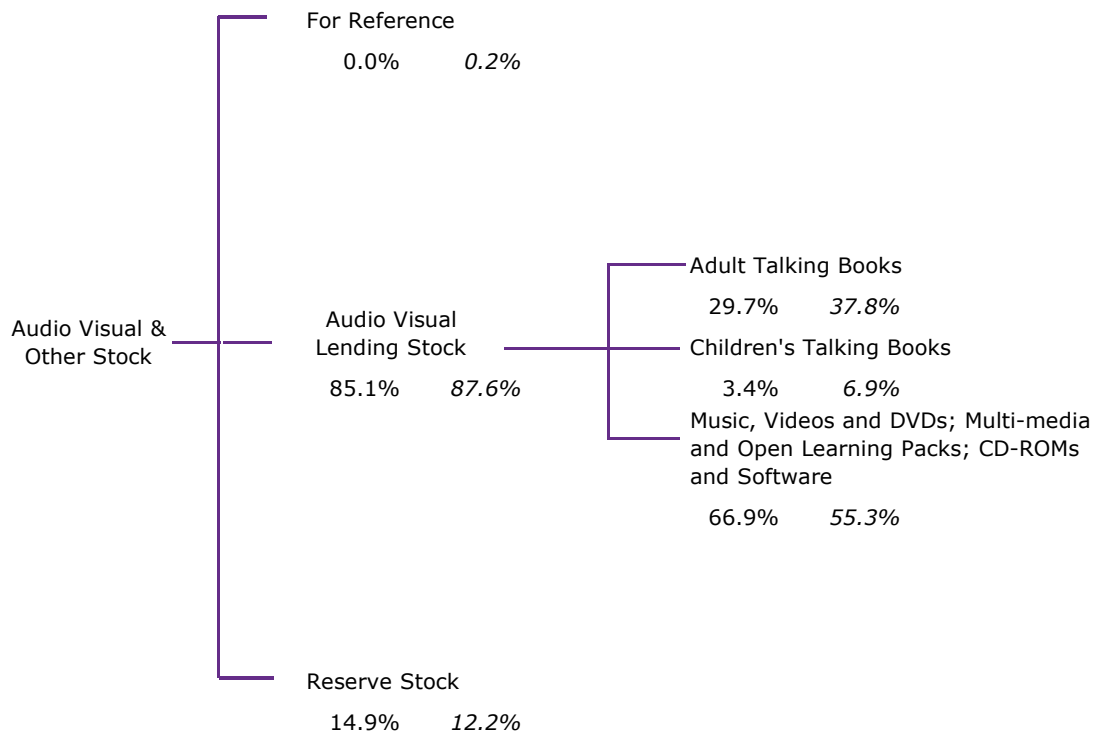 For Reference
0.0% 0.2%
Audio Visual &
Other Stock
Audio Visual
Lending Stock
85.1% 87.6%
Adult Talking Books
29.7% 37.8%
Children's Talking Books
3.4% 6.9%
Music, Videos and DVDs; Multi-media
and Open Learning Packs; CD-ROMs
and Software
66.9% 55.3%
Reserve Stock
14.9% 12.2%